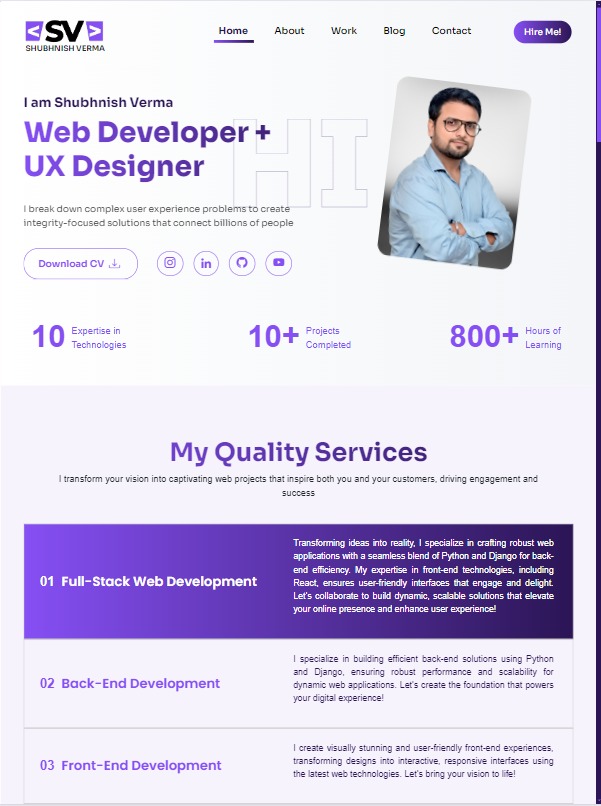 <SV>
SHUBHNISH VERMA
Home About Work Blog Contact Hire Me!
HI
I am Shubhnish Verma
Web Developer +
UX Designer
I break down complex user experience problems to create
integrity-focused solutions that connect billions of people
Download CV
10 Expertise in
Technologies
10+ Projects
Completed
800+ Hours of
Learning
My Quality Services
I transform your vision into captivating web projects that inspire both you and your customers, driving engagement and
success
01 Full-Stack Web Development
Transforming ideas into reality, I specialize in crafting robust web
applications with a seamless blend of Python and Django for back-
end efficiency. My expertise in front-end technologies, including
React, ensures user-friendly interfaces that engage and delight.
Let's collaborate to build dynamic, scalable solutions that elevate
your online presence and enhance user experience!
02 Back-End Development
I specialize in building efficient back-end solutions using Python
and Django, ensuring robust performance and scalability for
dynamic web applications. Let's create the foundation that powers
your digital experience!
03 Front-End Development
I create visually stunning and user-friendly front-end experiences,
transforming designs into interactive, responsive interfaces using
the latest web technologies. Let's bring your vision to life!